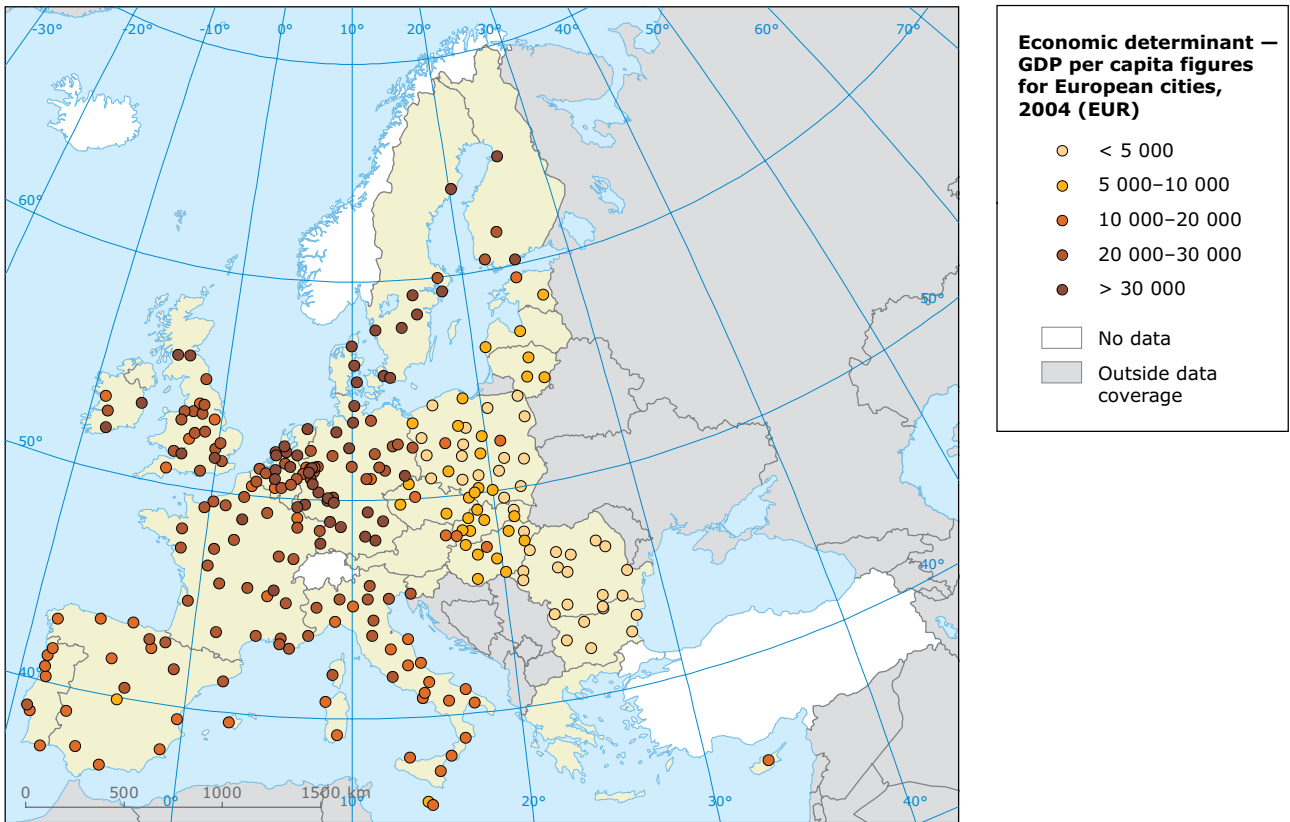 -30°
-20°
-10°
0°
10°
20°
30°
40°
50°
60°
70°
60°
50°
50°
40°
40°
0
500
1000
1500 km
0°
10°
20°
30°
40°
Economic determinant —
GDP per capita figures
for European cities,
2004 (EUR)
< 5 000
5 000–10 000
10 000–20 000
20 000–30 000
> 30 000
No data
Outside data
coverage